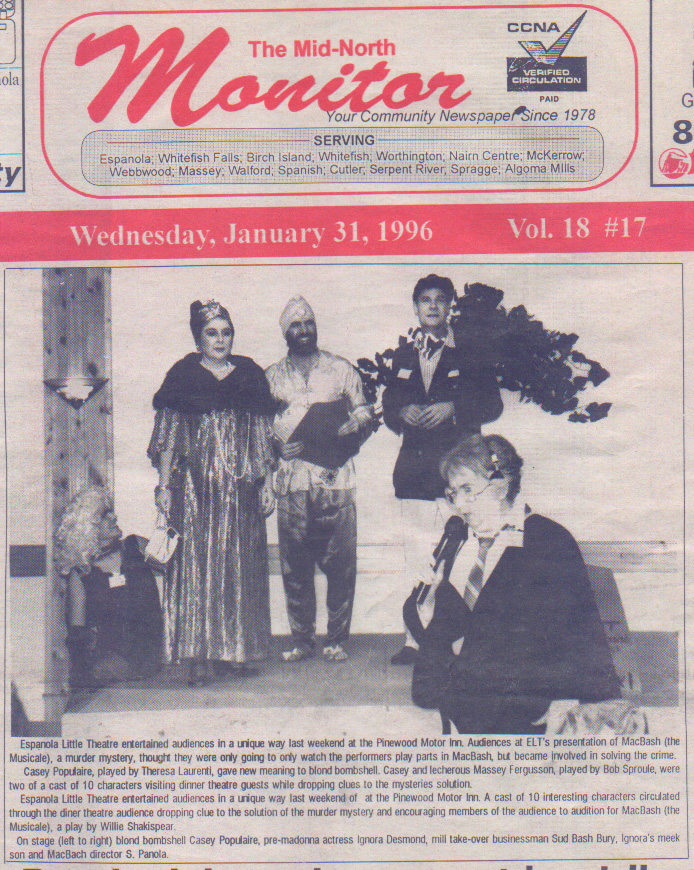 The Mid-North
Monitor
CCNA
VERIFIED
CIRCULATION
PAID
Your Community Newspaper Since 1978
SERVING
Espanola; Whitefish Falls; Birch Island; Whitefish; Worthington; Nairn Centre; McKerrow;
Webbwood; Massey; Walford; Spanish; Cutler; Serpent River; Spragge; Algoma Mills
8
Wednesday, January 31, 1996 Vol. 18 #17
Espanola Little Theatre entertained audiences in a unique way last weekend at the Pinewood Motor Inn. Audiences at ELT's presentation of MacBash (the
Musicale), a murder mystery, thought they were only going to only watch the performers play parts in MacBash, but became involved in solving the crime.
Casey Populaire, played by Theresa Laurenti, gave new meaning to blond bombshell. Casey and lecherous Massey Fergusson, played by Bob Sproule, were
two of a cast of 10 characters visiting dinner theatre guests while dropping clues to the mysteries solution.
Espanola Little Theatre entertained audiences in a unique way last weekend of at the Pinewood Motor Inn. A cast of 10 interesting characters circulated
through the diner theatre audience dropping clue to the solution of the murder mystery and encouraging members of the audience to audition for MacBash (the
Musicale), a play by Willie Shakispear.
On stage (left to right) blond bombshell Casey Populaire, pre-madonna actress Ignora Desmond, mill take-over businessman Sud Bash Bury, Ignora's meek
son and MacBach director S. Panola.